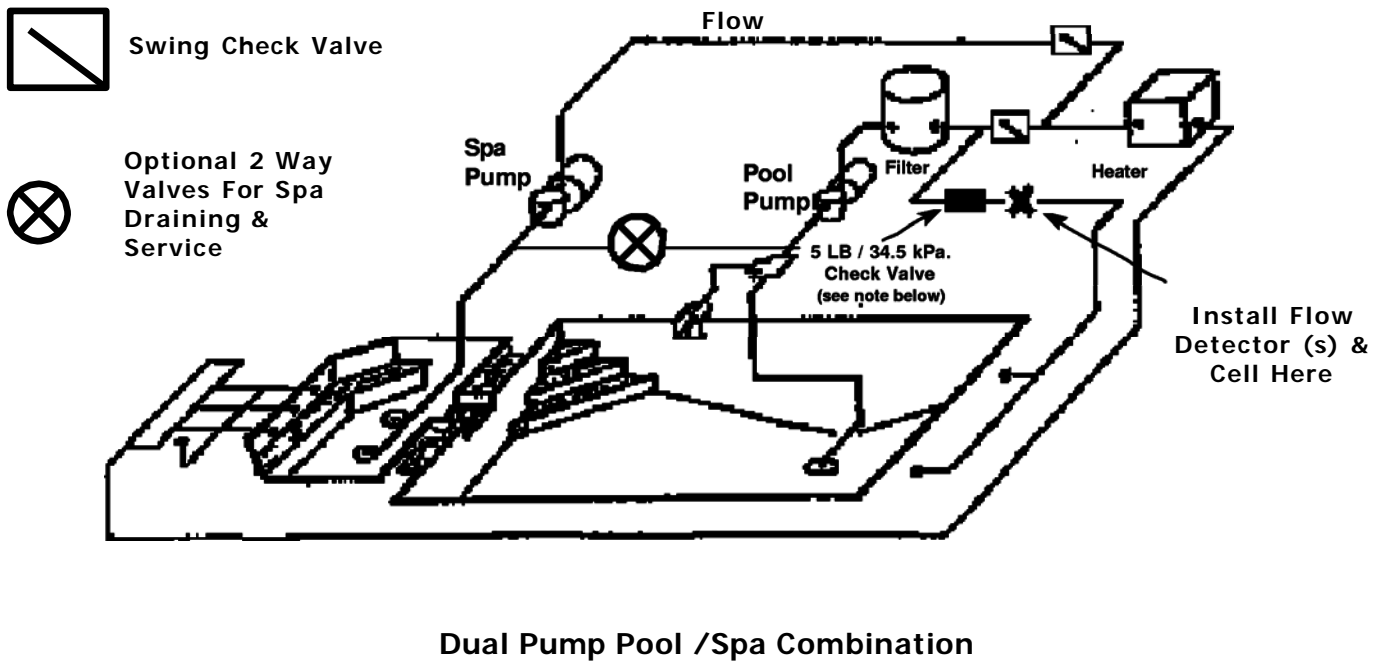 Flow
Swing Check Valve
Optional 2 Way
Valves For Spa
Draining &
Service
Spa
Pump
Pool
Pump
Filter
Heater
5 LB / 34.5 kPa.
Check Valve
(see note below)
Install Flow
Detector (s) &
Cell Here
Dual Pump Pool /Spa Combination